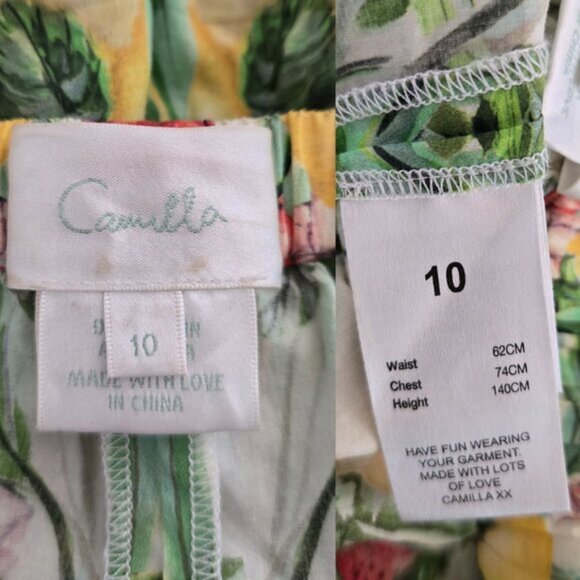 Camilla
10
MADE WITH LOVE
IN CHINA
10
Waist 62CM
Chest 74CM
Height 140CM
HAVE FUN WEARING
YOUR GARMENT.
MADE WITH LOTS
OF LOVE
CAMILLA XX